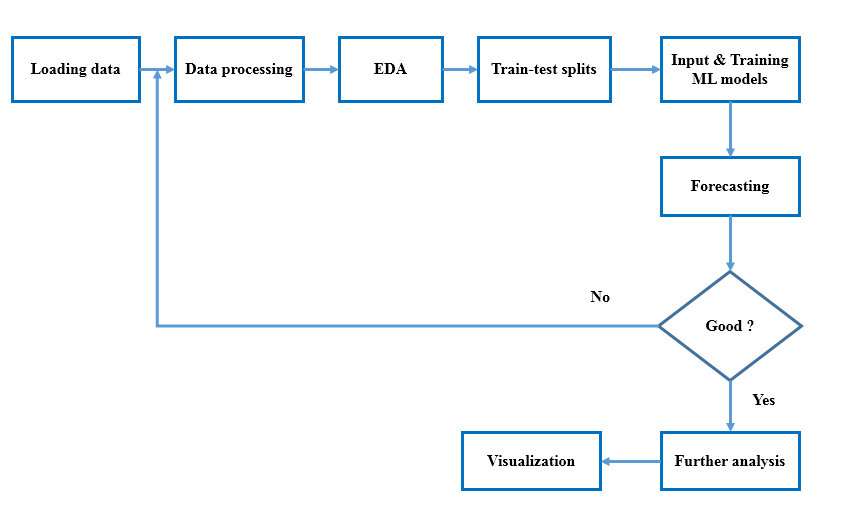 Loading data
Data processing
EDA
Train-test splits
Input & Training
ML models
Forecasting
No
Good ?
Yes
Visualization
Further analysis